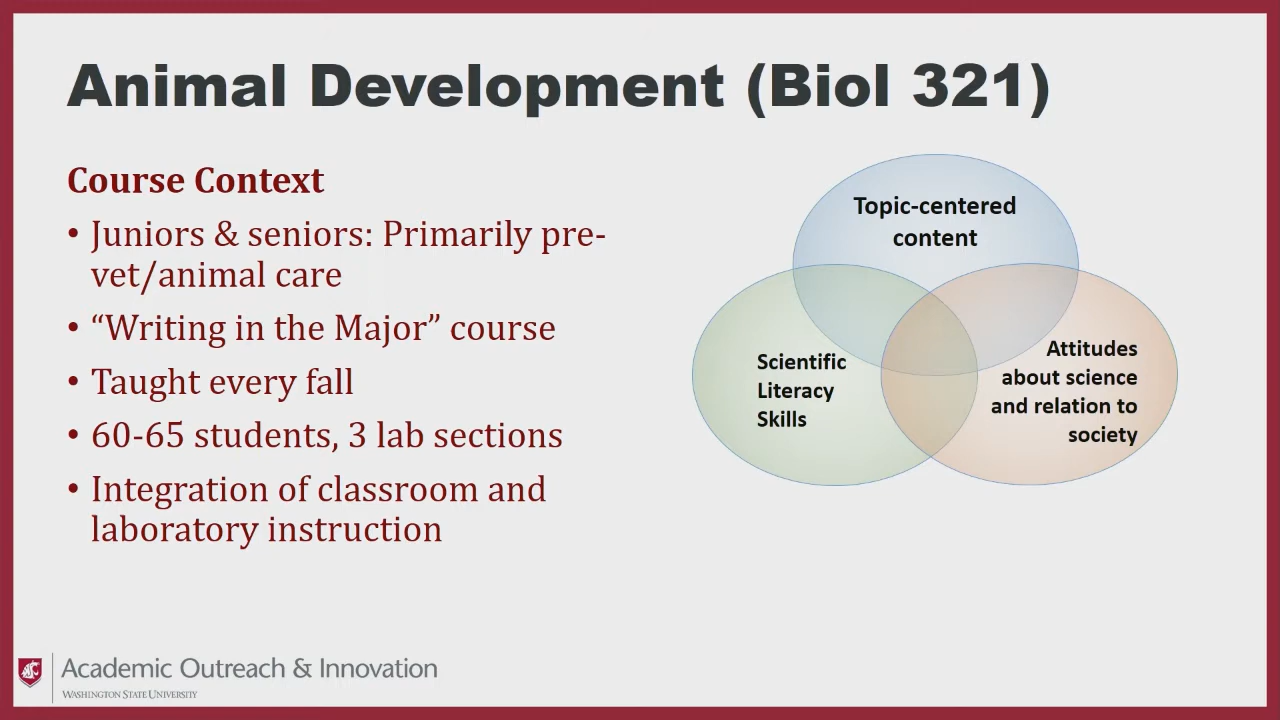 Animal Development (Biol 321)
Course Context
• Juniors & seniors: Primarily pre-
vet/animal care
• “Writing in the Major” course
• Taught every fall
• 60-65 students, 3 lab sections
• Integration of classroom and
laboratory instruction
Topic-centered
content
Scientific
Literacy
Skills
Attitudes
about science
and relation to
society
Academic Outreach & Innovation
WASHINGTON STATE UNIVERSITY